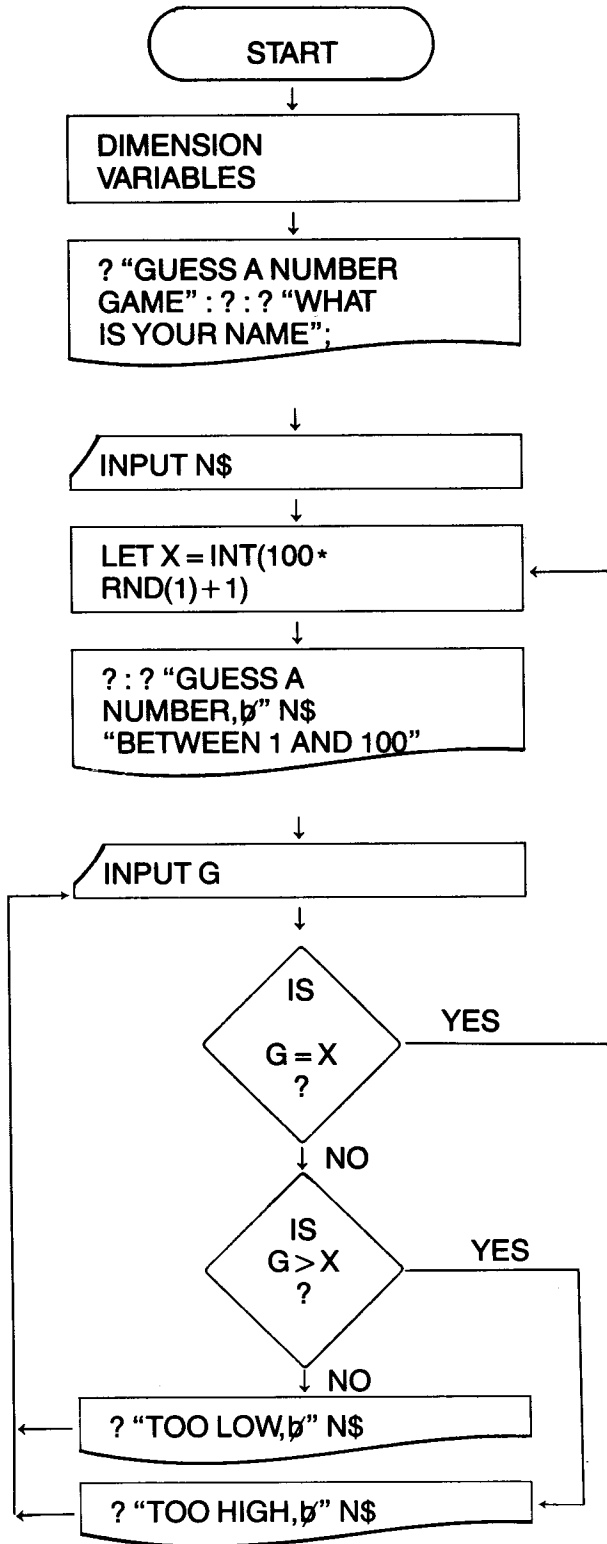 START
DIMENSION
VARIABLES
? “GUESS A NUMBER
GAME” : ? : ? “WHAT
IS YOUR NAME”;
INPUT N$
LET X = INT(100*
RND(1)+1)
? : ? “GUESS A
NUMBER,b̸” N$
“BETWEEN 1 AND 100”
INPUT G
IS
G = X
?
YES
NO
IS
G > X
?
YES
NO
? “TOO LOW,b̸” N$
? “TOO HIGH,b̸” N$